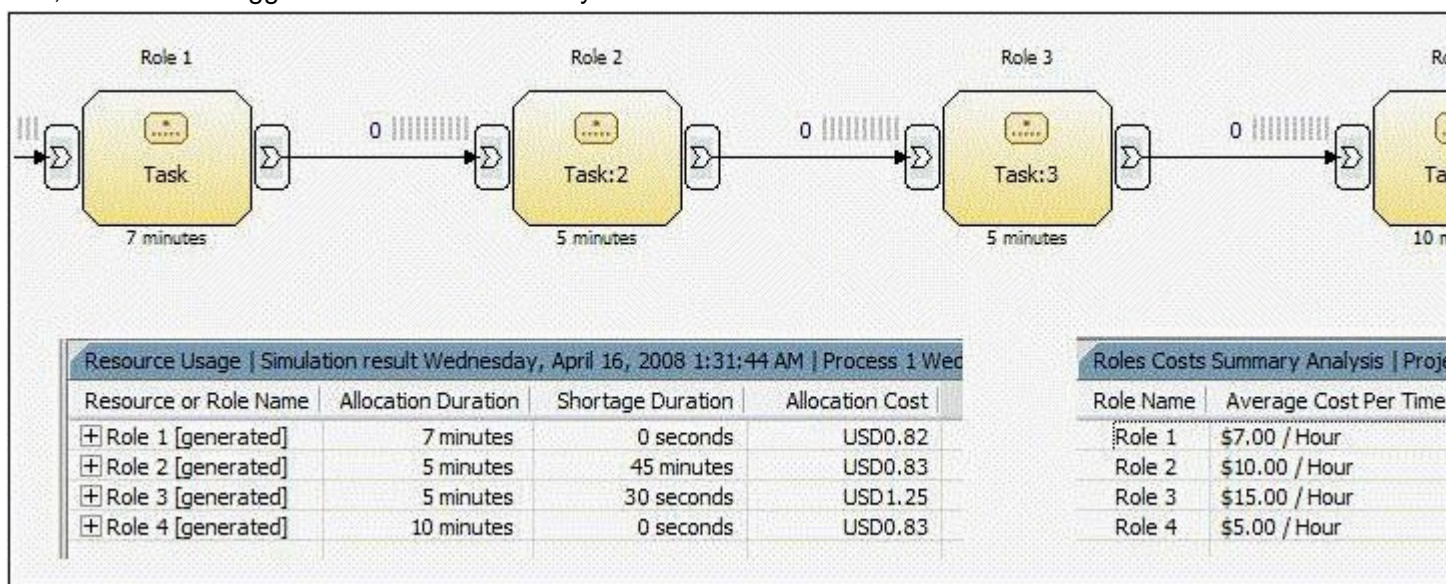 Role 1 Role 2 Role 3
0 0 0
Task Task:2 Task:3
7 minutes 5 minutes 5 minutes 10
Resource Usage | Simulation result Wednesday, April 16, 2008 1:31:44 AM | Process 1 Wed
Roles Costs Summary Analysis | Proje
Resource or Role Name Allocation Duration Shortage Duration Allocation Cost
Role Name Average Cost Per Time
Role 1 [generated] 7 minutes 0 seconds USD0.82
Role 1 $7.00 / Hour
Role 2 [generated] 5 minutes 45 minutes USD0.83
Role 2 $10.00 / Hour
Role 3 [generated] 5 minutes 30 seconds USD1.25
Role 3 $15.00 / Hour
Role 4 [generated] 10 minutes 0 seconds USD0.83
Role 4 $5.00 / Hour